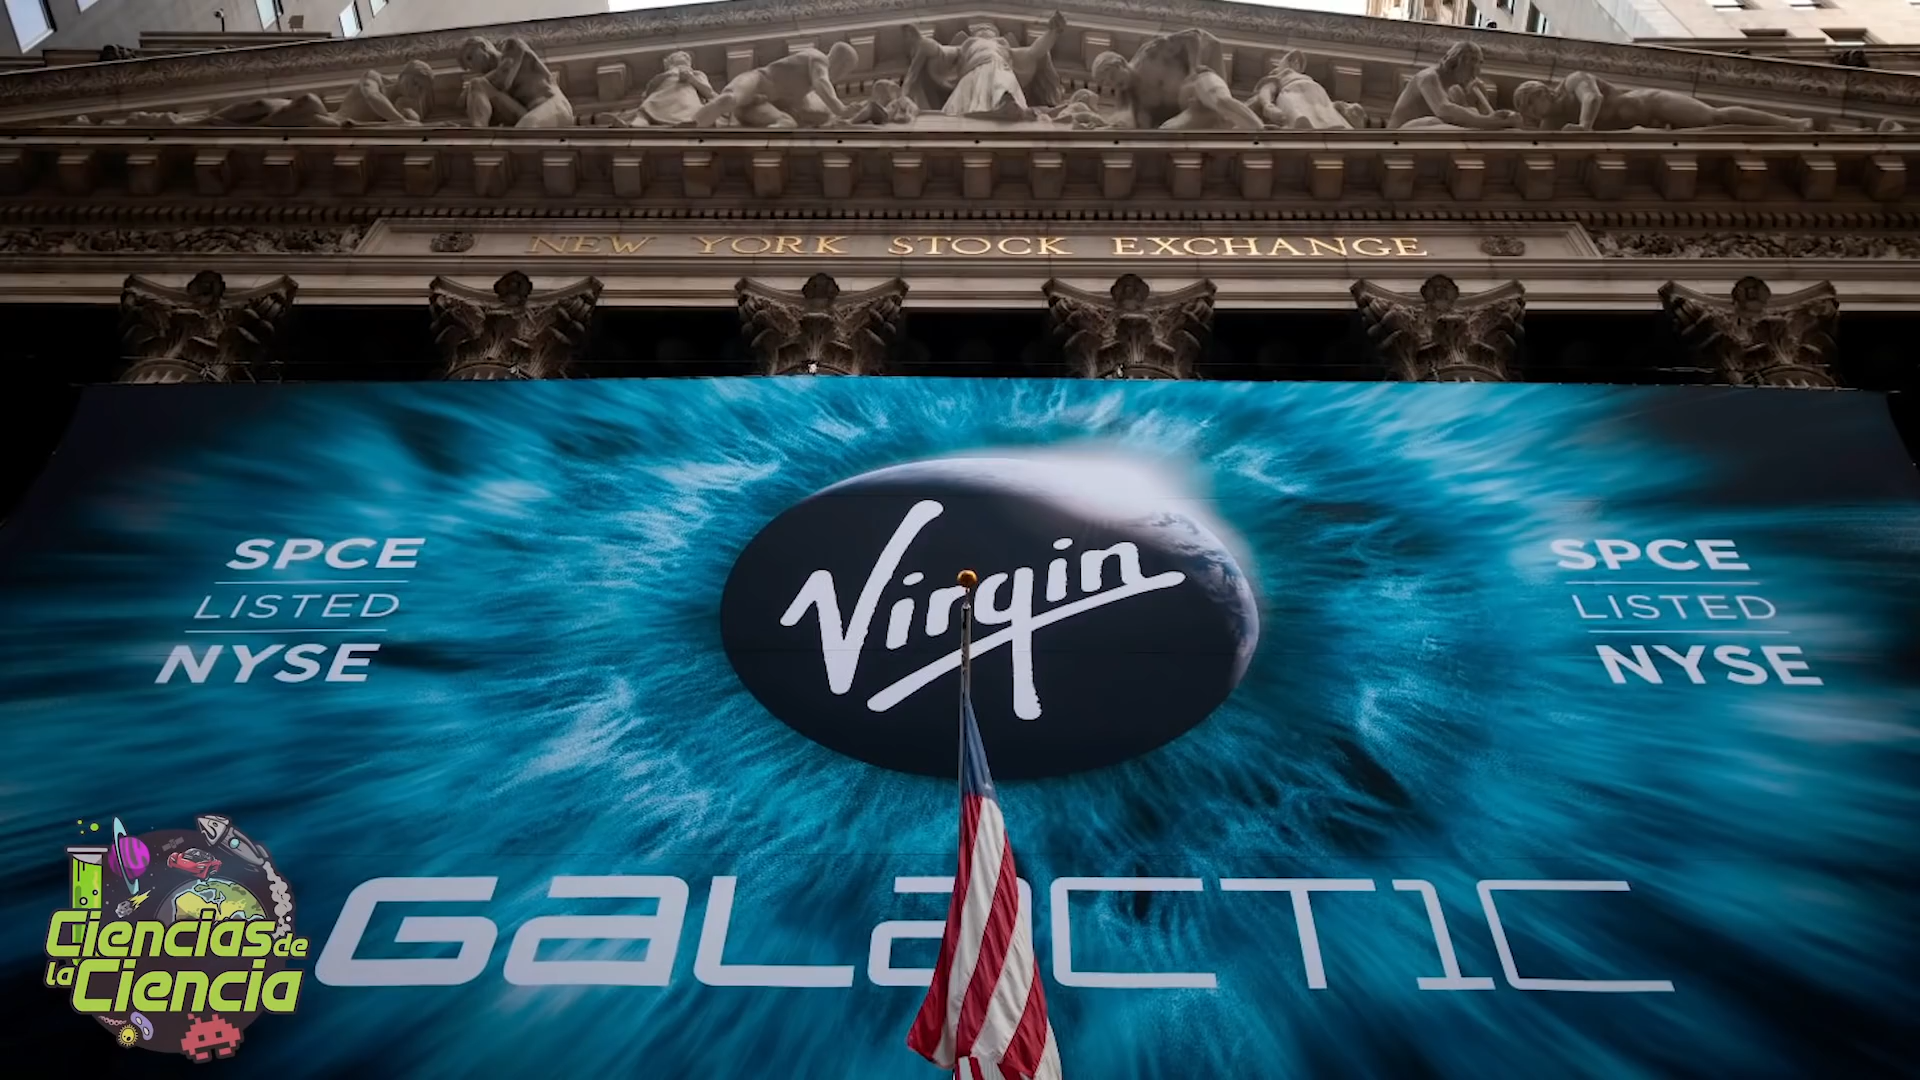 NEW YORK STOCK EXCHANGE
SPCE
LISTED
NYSE
Virgin
SPCE
LISTED
NYSE
GALACTIC
Ciencias de
la Ciencia